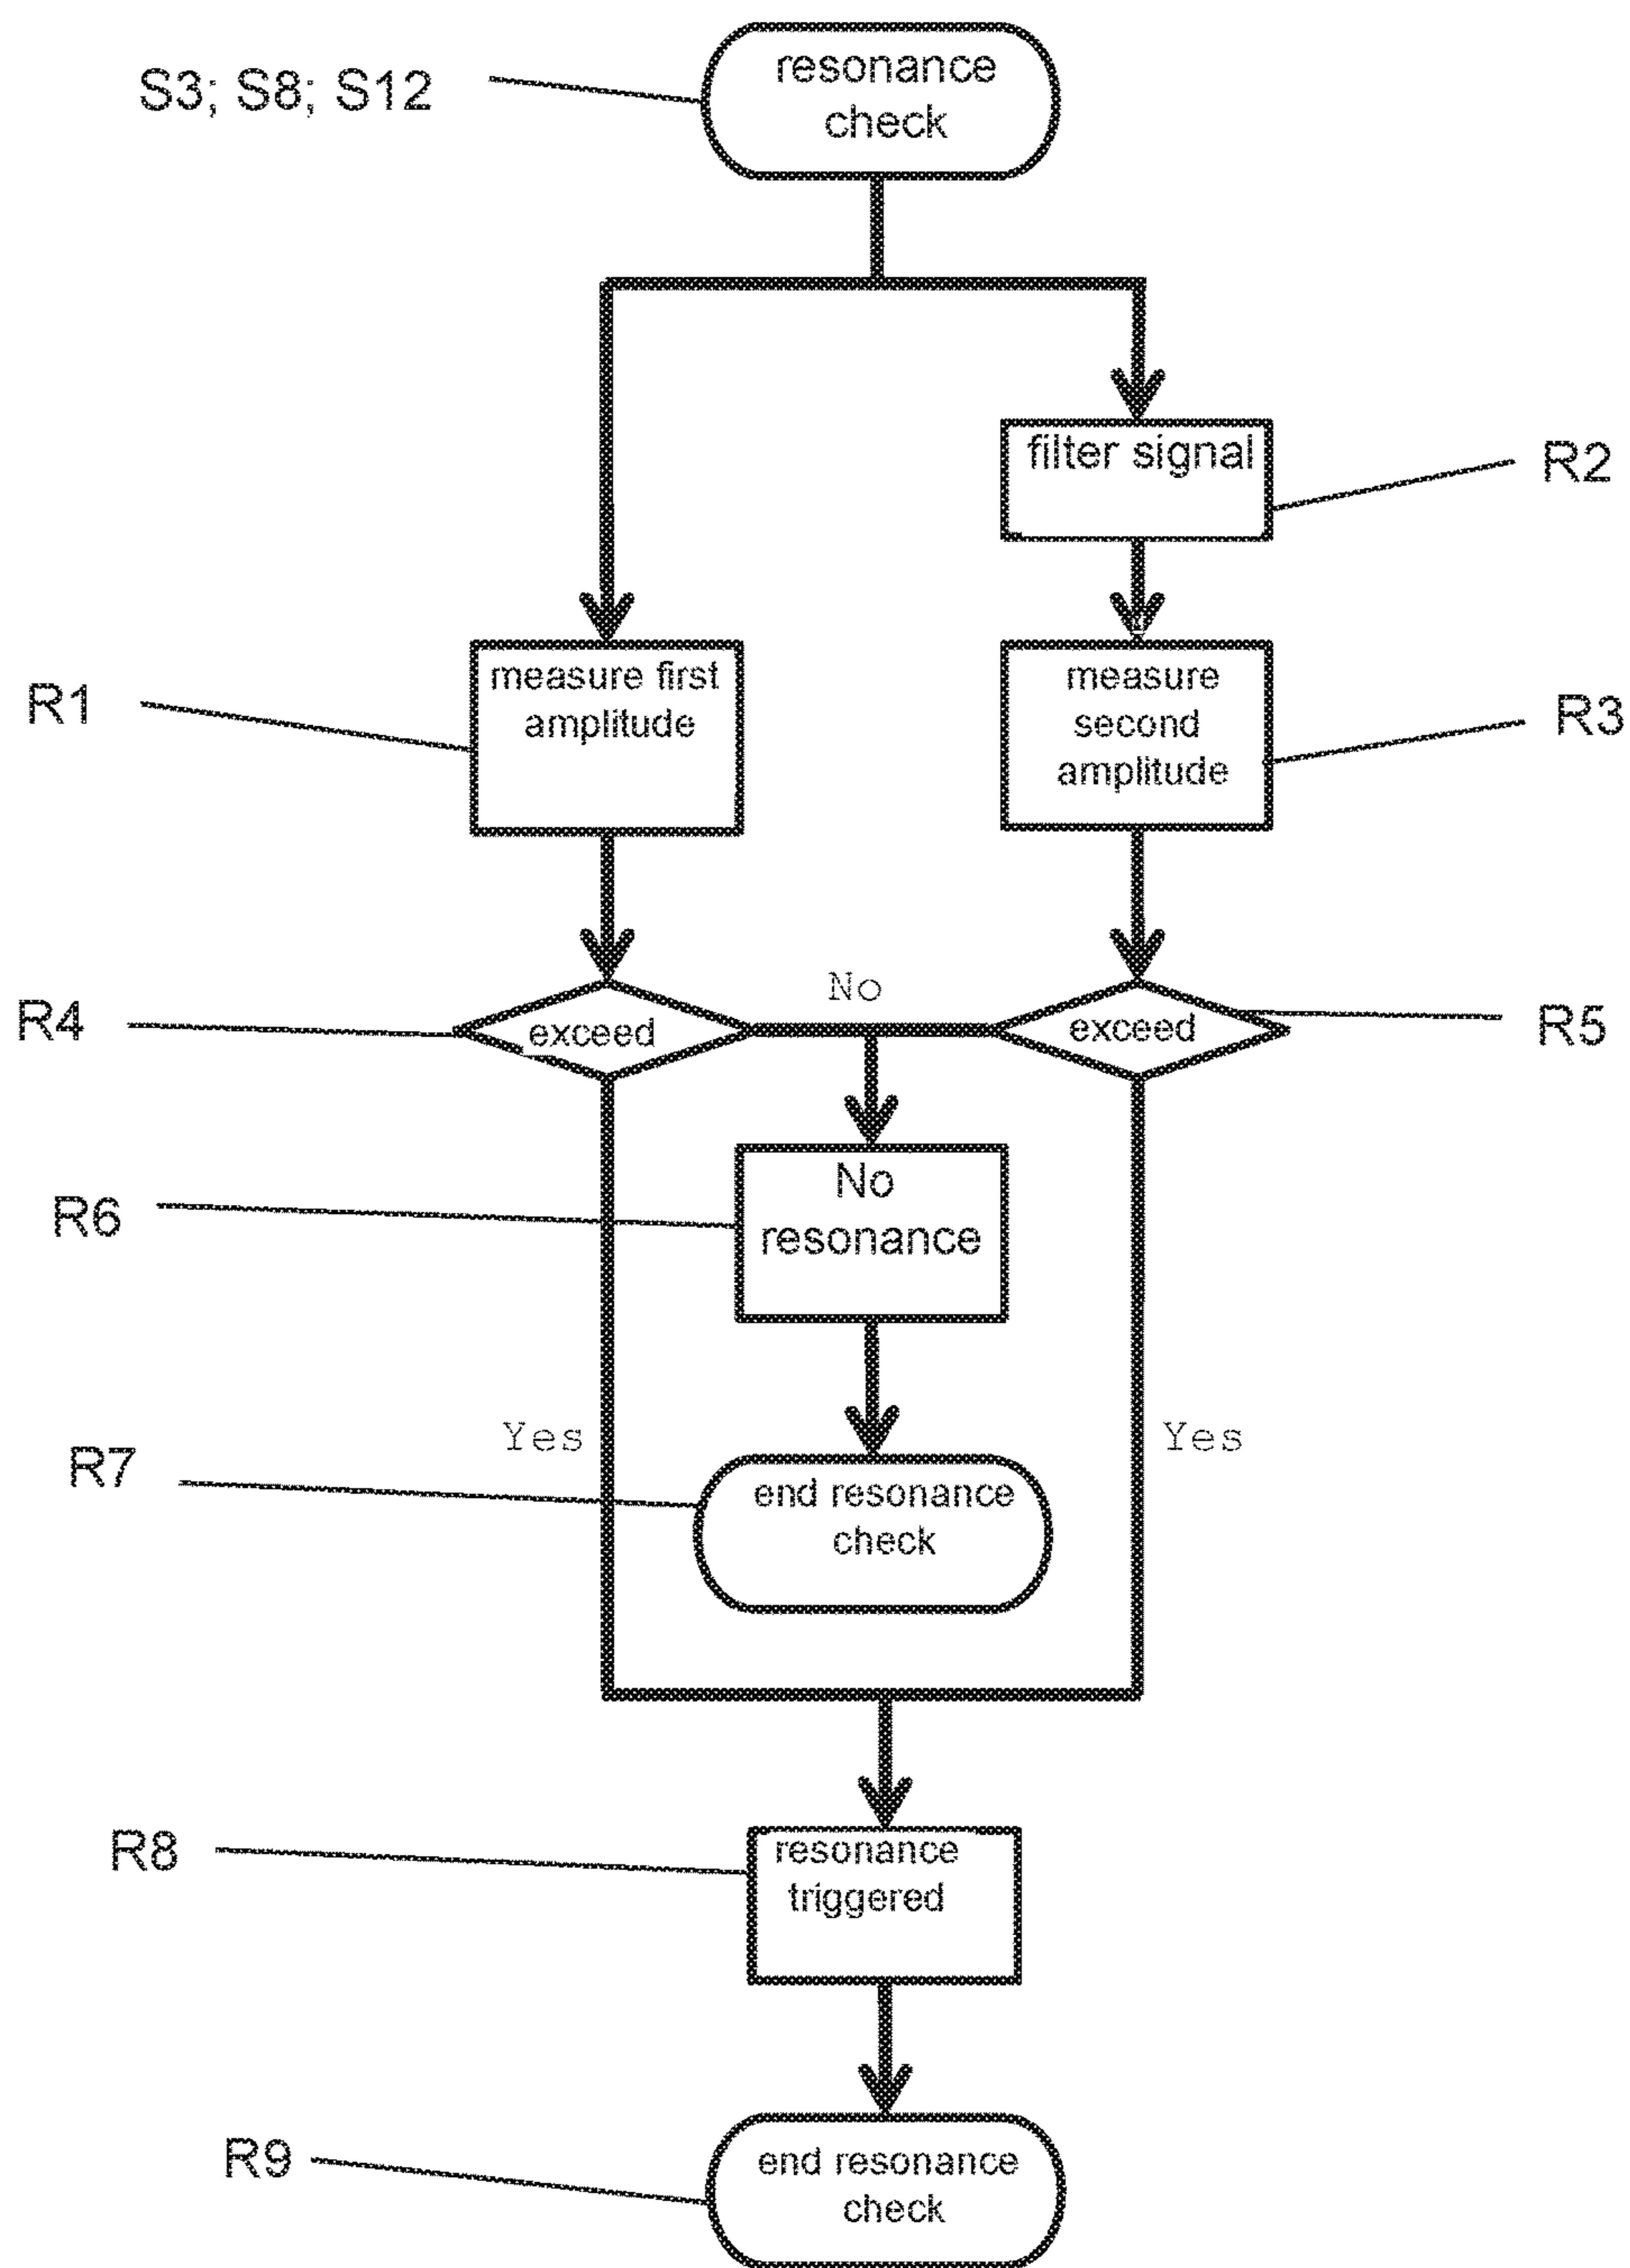 S3; S8; S12
resonance
check
filter signal
R2
R1
measure first
amplitude
measure
second
amplitude
R3
R4
exceed
No
exceed
R5
R6
No
resonance
Yes
Yes
R7
end resonance
check
R8
resonance
triggered
R9
end resonance
check